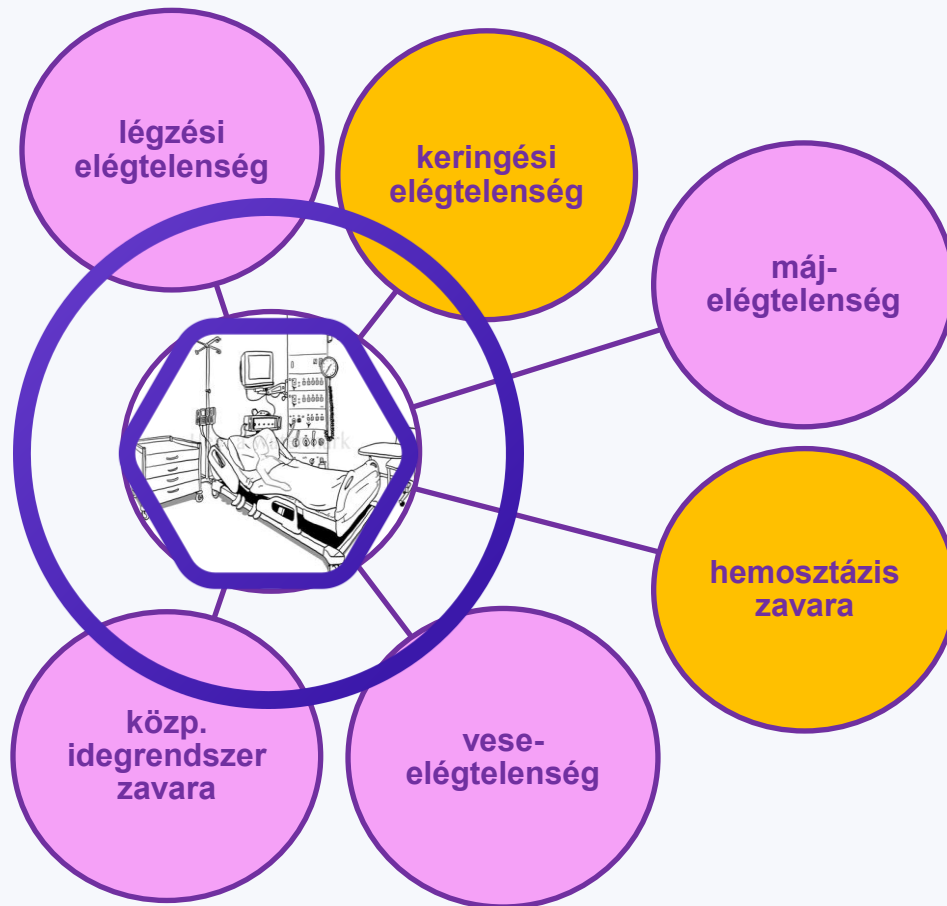 légzési
elégtelenség
keringési
elégtelenség
máj-
elégtelenség
hemosztázis
zavara
közp.
idegrendszer
zavara
vese-
elégtelenség